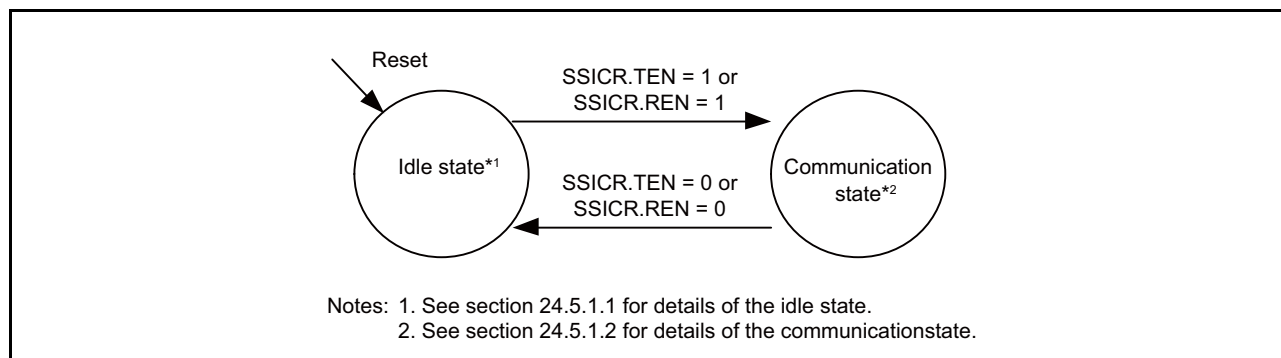 Reset
SSICR.TEN = 1 or
SSICR.REN = 1
Idle state*1
Communication
state*2
SSICR.TEN = 0 or
SSICR.REN = 0
Notes: 1. See section 24.5.1.1 for details of the idle state.
2. See section 24.5.1.2 for details of the communicationstate.